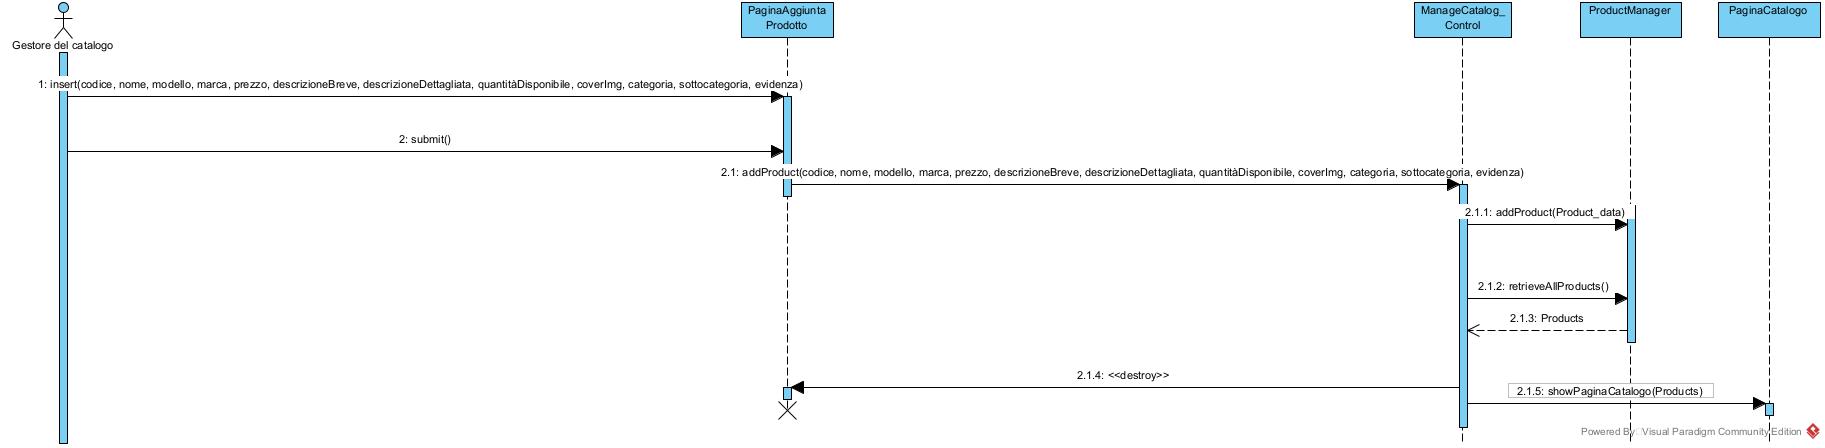 PaginaAggiunta
Prodotto
ManageCatalog_
Control
ProductManager
PaginaCatalogo
Gestore del catalogo
1: insert(codice, nome, modello, marca, prezzo, descrizioneBreve, descrizioneDettagliata, quantitàDisponibile, coverImg, categoria, sottocategoria, evidenza)
2: submit()
2.1: addProduct(codice, nome, modello, marca, prezzo, descrizioneBreve, descrizioneDettagliata, quantitàDisponibile, coverImg, categoria, sottocategoria, evidenza)
2.1.1: addProduct(Product_data)
2.1.2: retrieveAllProducts()
2.1.3: Products
2.1.4: <<destroy>>
2.1.5: showPaginaCatalogo(Products)
Powered By Visual Paradigm Community Edition